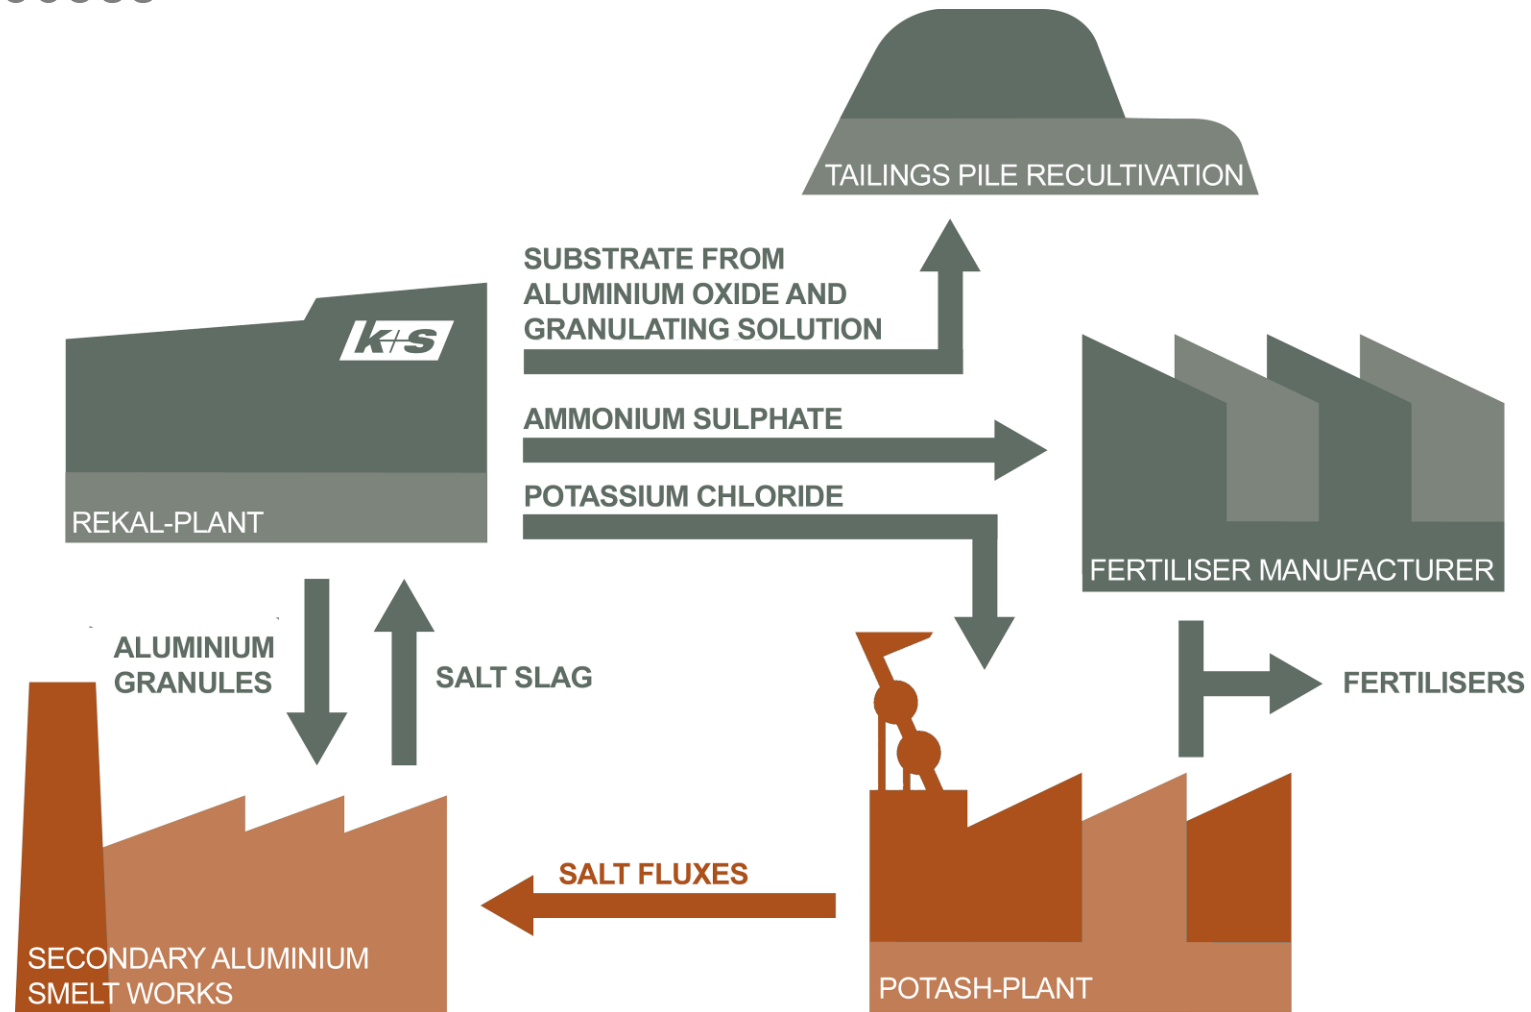 TAILINGS PILE RECULTIVATION
SUBSTRATE FROM
ALUMINIUM OXIDE AND
GRANULATING SOLUTION
k+s
AMMONIUM SULPHATE
POTASSIUM CHLORIDE
REKAL-PLANT
FERTILISER MANUFACTURER
ALUMINIUM
GRANULES
SALT SLAG
FERTILISERS
SALT FLUXES
SECONDARY ALUMINIUM
SMELT WORKS
POTASH-PLANT